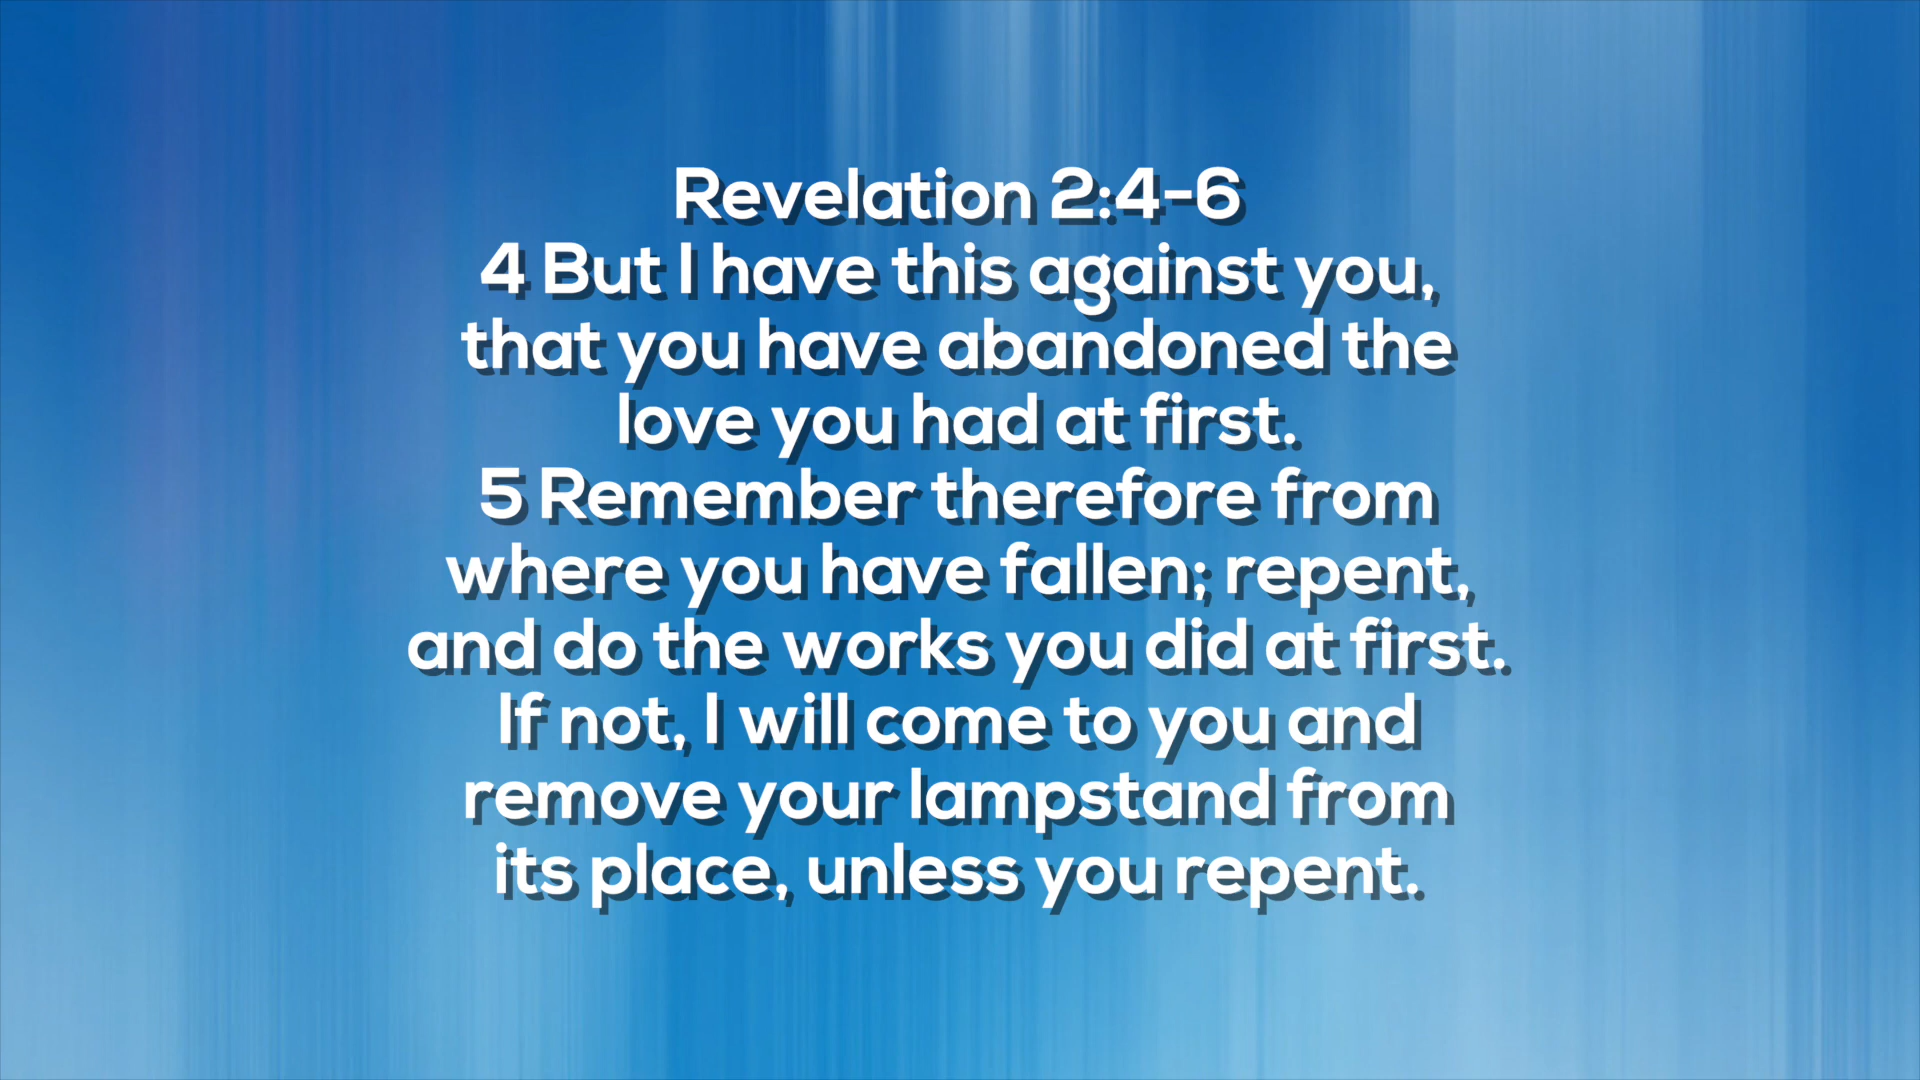 Revelation 2:4-6
4 But I have this against you,
that you have abandoned the
love you had at first.
5 Remember therefore from
where you have fallen; repent,
and do the works you did at first.
If not, I will come to you and
remove your lampstand from
its place, unless you repent.